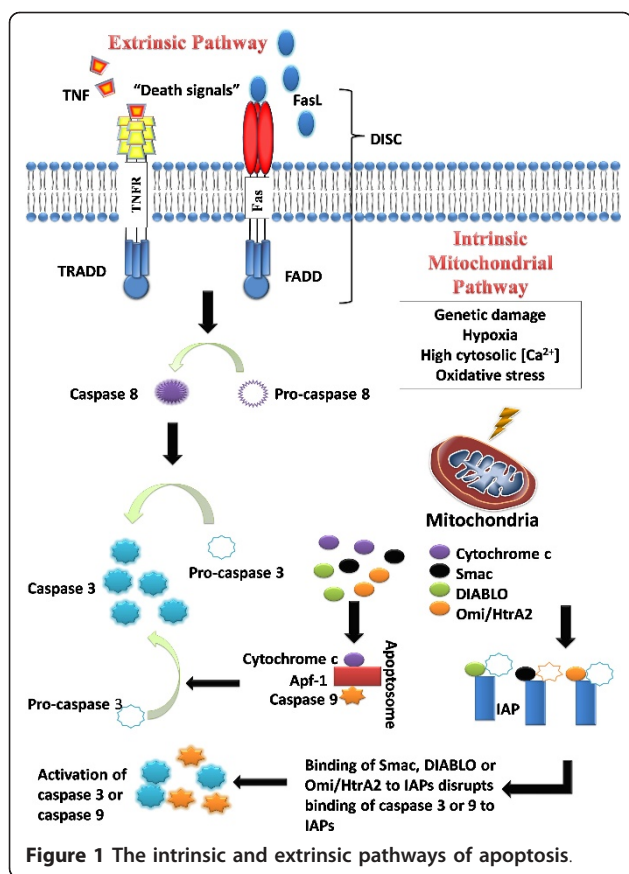 Extrinsic Pathway
TNF
“Death signals”
FasL
DISC
TNFR
Fas
TRADD
FADD
Intrinsic
Mitochondrial
Pathway
Genetic damage
Hypoxia
High cytosolic [Ca²⁺]
Oxidative stress
Caspase 8
Pro-caspase 8
Mitochondria
Cytochrome c
Smac
DIABLO
Omi/HtrA2
Caspase 3
Pro-caspase 3
Cytochrome c
Apf-1
Caspase 9
Apoptosome
IAP
Pro-caspase 3
Activation of
caspase 3 or
caspase 9
Binding of Smac, DIABLO or
Omi/HtrA2 to IAPs disrupts
binding of caspase 3 or 9 to
IAPs
Figure 1 The intrinsic and extrinsic pathways of apoptosis.